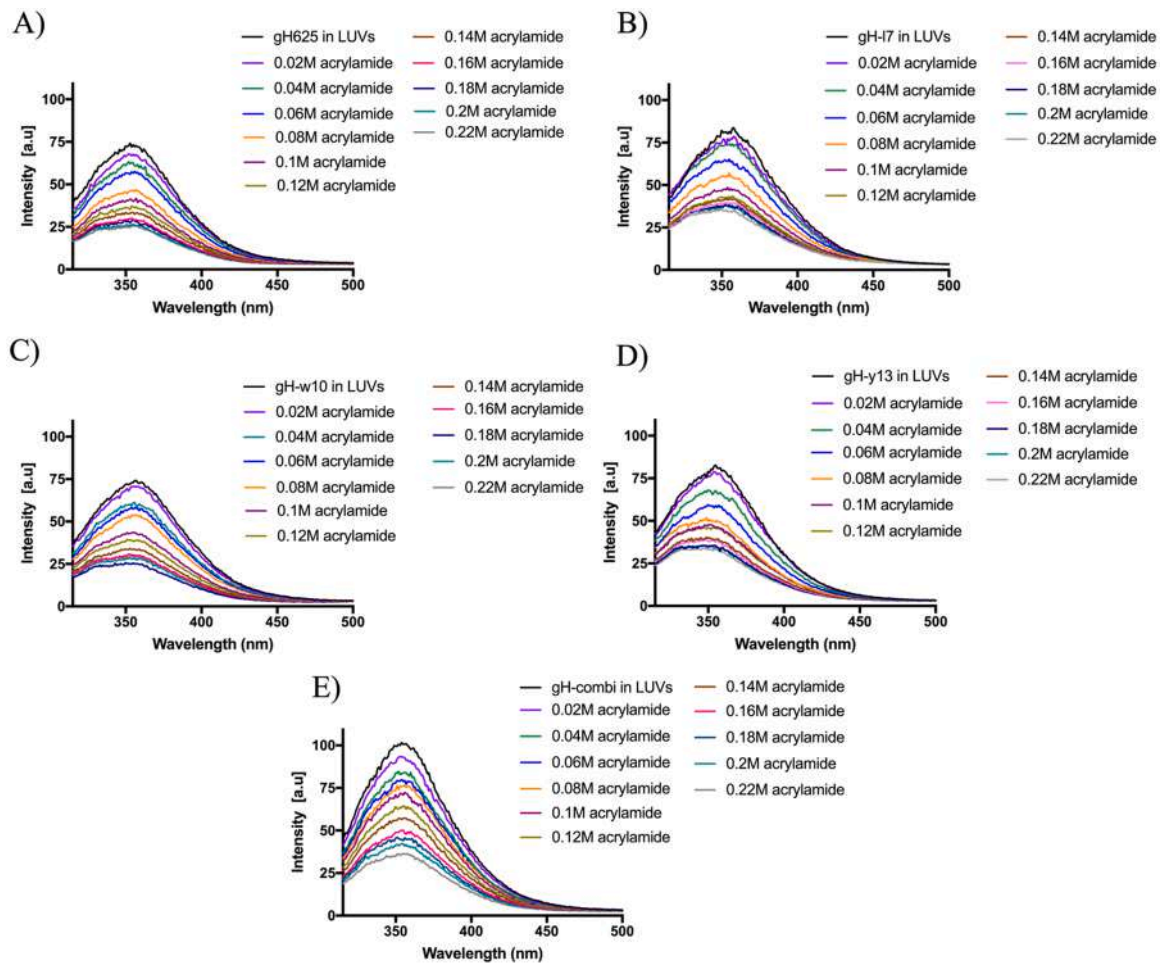 A)
gH625 in LUVs
0.02M acrylamide
0.04M acrylamide
0.06M acrylamide
0.08M acrylamide
0.1M acrylamide
0.12M acrylamide
0.14M acrylamide
0.16M acrylamide
0.18M acrylamide
0.2M acrylamide
0.22M acrylamide
Intensity [a.u]
100
75
50
25
0
350 400 450 500
Wavelength (nm)
B)
gH-I7 in LUVs
0.02M acrylamide
0.04M acrylamide
0.06M acrylamide
0.08M acrylamide
0.1M acrylamide
0.12M acrylamide
0.14M acrylamide
0.16M acrylamide
0.18M acrylamide
0.2M acrylamide
0.22M acrylamide
Intensity [a.u]
100
75
50
25
0
350 400 450 500
Wavelength (nm)
C)
gH-w10 in LUVs
0.02M acrylamide
0.04M acrylamide
0.06M acrylamide
0.08M acrylamide
0.1M acrylamide
0.12M acrylamide
0.14M acrylamide
0.16M acrylamide
0.18M acrylamide
0.2M acrylamide
0.22M acrylamide
Intensity [a.u]
100
75
50
25
0
350 400 450 500
Wavelength (nm)
D)
gH-y13 in LUVs
0.02M acrylamide
0.04M acrylamide
0.06M acrylamide
0.08M acrylamide
0.1M acrylamide
0.12M acrylamide
0.14M acrylamide
0.16M acrylamide
0.18M acrylamide
0.2M acrylamide
0.22M acrylamide
Intensity [a.u]
100
75
50
25
0
350 400 450 500
Wavelength (nm)
E)
gH-combi in LUVs
0.02M acrylamide
0.04M acrylamide
0.06M acrylamide
0.08M acrylamide
0.1M acrylamide
0.12M acrylamide
0.14M acrylamide
0.16M acrylamide
0.18M acrylamide
0.2M acrylamide
0.22M acrylamide
Intensity [a.u]
100
75
50
25
0
350 400 450 500
Wavelength (nm)